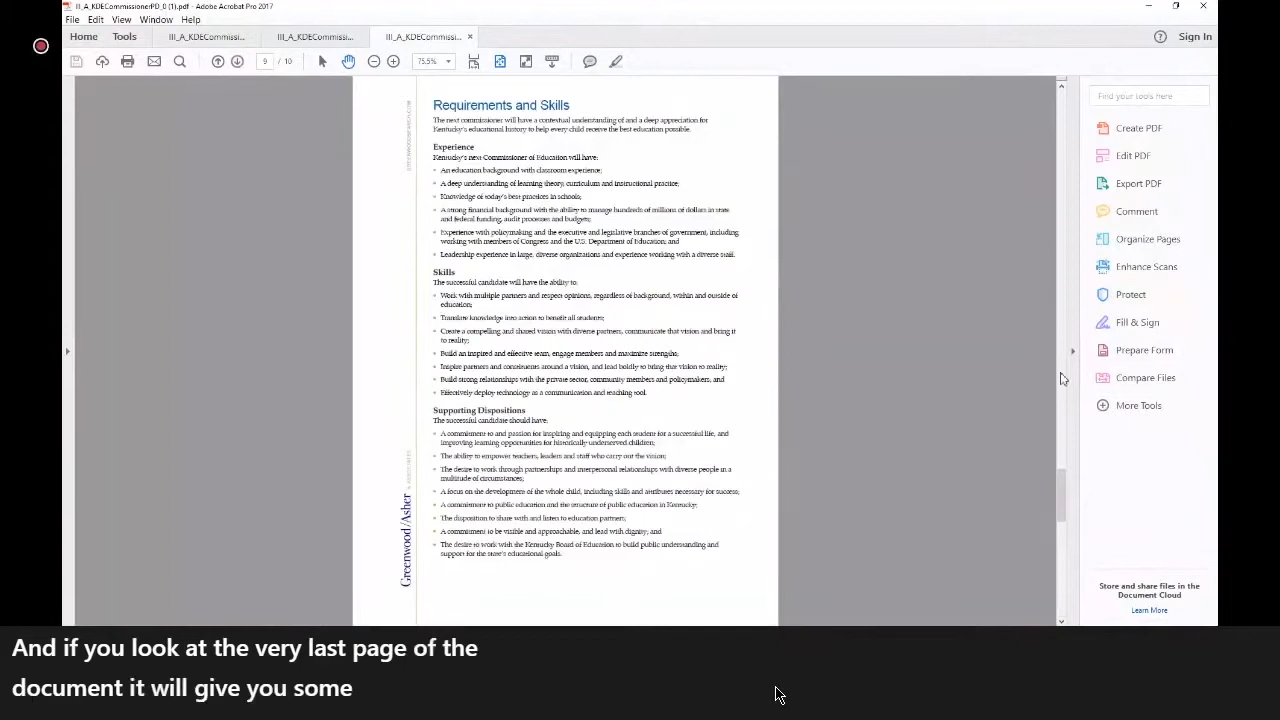 III_A_KDECommissionerPD_0 (1).pdf - Adobe Acrobat Pro 2017
File Edit View Window Help
Home Tools III_A_KDECommissi... III_A_KDECommissi... III_A_KDECommissi... ×
Sign In
9 / 10 75.5%
Requirements and Skills
The next commissioner will have a contextual understanding of and a deep appreciation for
Kentucky's educational history to help every child receive the best education possible.
Experience
Kentucky's next Commissioner of Education will have:
• An education background with classroom experience;
• A deep understanding of learning theory, curriculum and instructional practice;
• Knowledge of today's best practices in schools;
• A strong financial background with the ability to manage hundreds of millions of dollars in state
and federal funding, audit processes and budgets;
• Experience with policymaking and the executive and legislative branches of government, including
working with members of Congress and the U.S. Department of Education; and
• Leadership experience in large, diverse organizations and experience working with a diverse staff.
Skills
The successful candidate will have the ability to:
• Work with multiple partners and respect opinions, regardless of background, within and outside of
education;
• Translate knowledge into action to benefit all students;
• Create a compelling and shared vision with diverse partners, communicate that vision and bring it
to reality;
• Build an inspired and effective team, engage members and maximize strengths;
• Inspire partners and constituents around a vision, and lead boldly to bring that vision to reality;
• Build strong relationships with the private sector, community members and policymakers; and
• Effectively deploy technology as a communication and teaching tool.
Supporting Dispositions
The successful candidate should have:
• A commitment to and passion for inspiring and equipping each student for a successful life, and
improving learning opportunities for historically underserved children;
• The ability to empower teachers, leaders and staff who carry out the vision;
• The desire to work through partnerships and interpersonal relationships with diverse people in a
multitude of circumstances;
• A focus on the development of the whole child, including skills and attributes necessary for success;
• A commitment to public education and the structure of public education in Kentucky;
• The disposition to share with and listen to education partners;
• A commitment to be visible and approachable, and lead with dignity; and
• The desire to work with the Kentucky Board of Education to build public understanding and
support for the state's educational goals.
Greenwood/Asher & ASSOCIATES
Find your tools here
Create PDF
Edit PDF
Export PDF
Comment
Organize Pages
Enhance Scans
Protect
Fill & Sign
Prepare Form
Compare Files
More Tools
Store and share files in the
Document Cloud
Learn More
And if you look at the very last page of the
document it will give you some